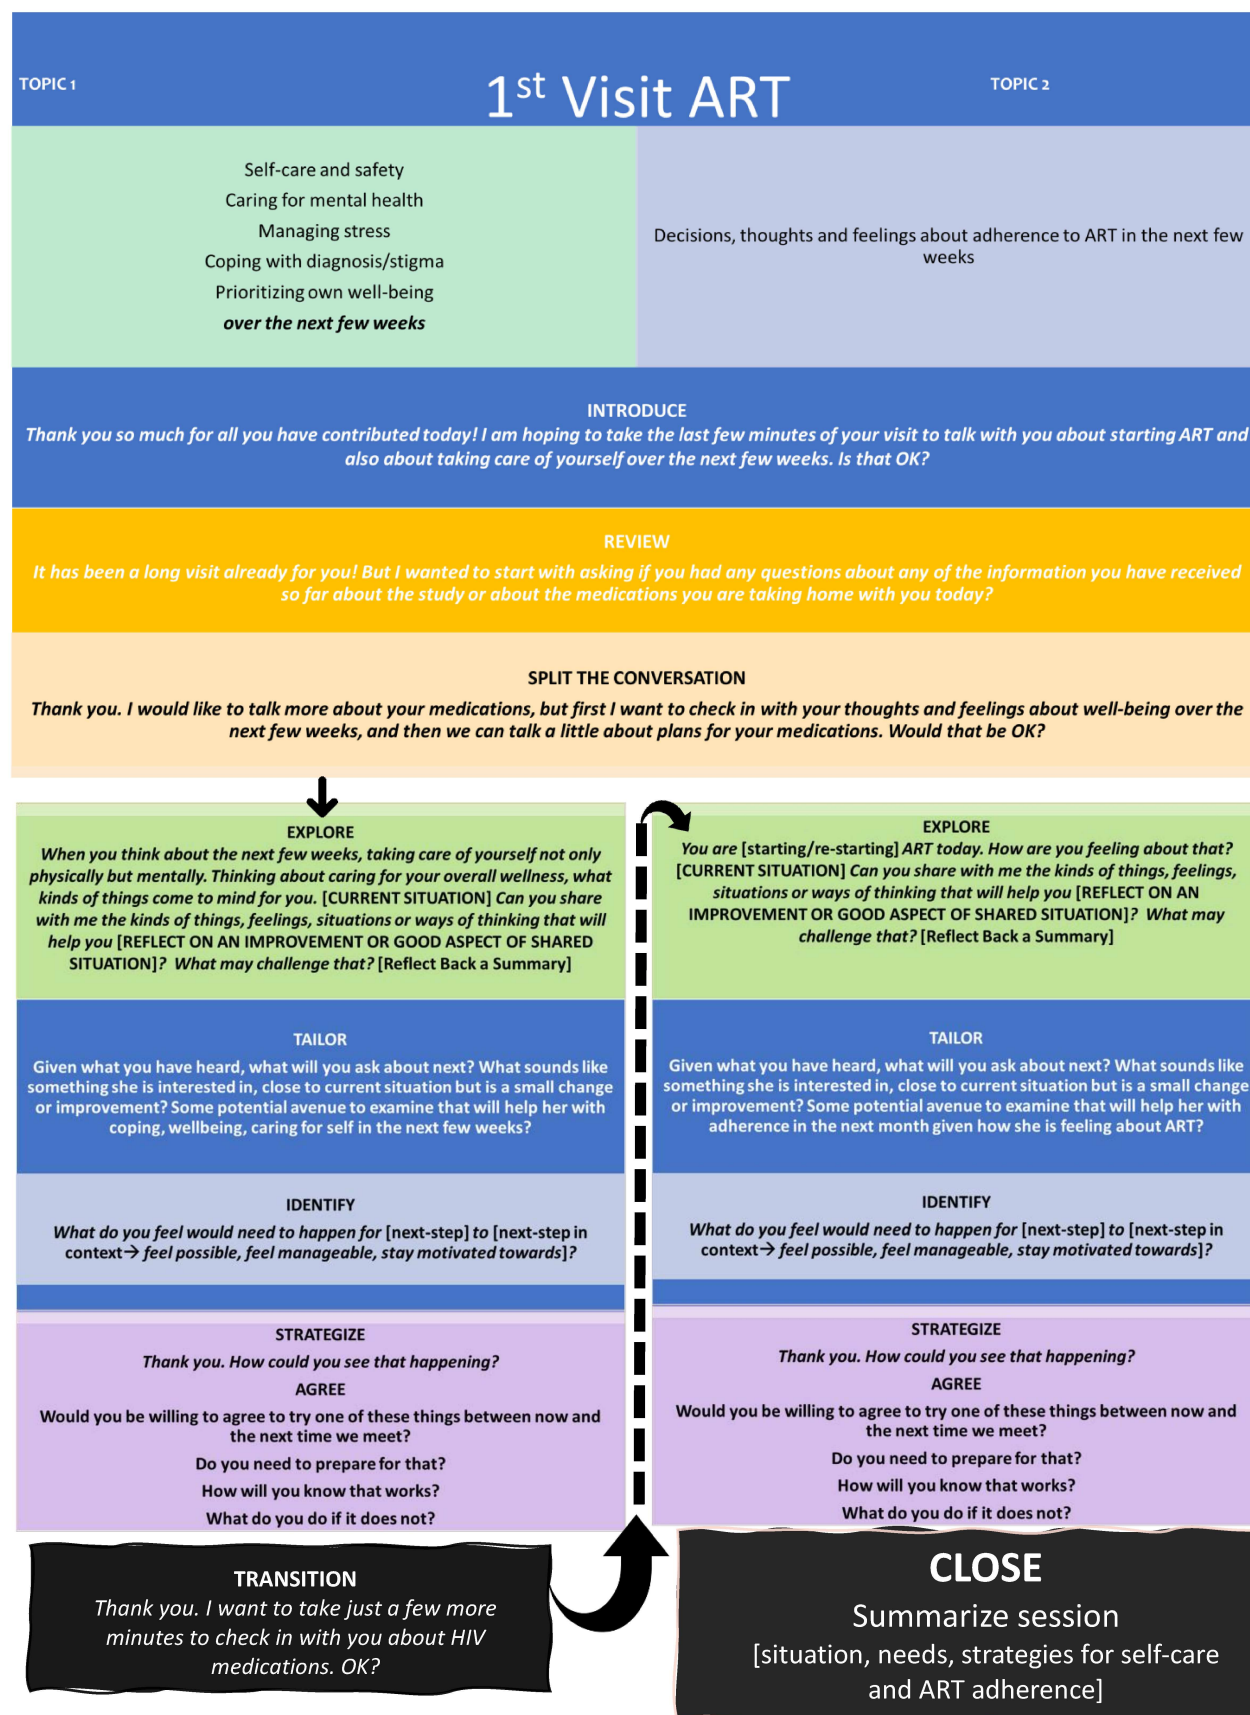 TOPIC 1
1st Visit ART
TOPIC 2
Self-care and safety
Caring for mental health
Managing stress
Coping with diagnosis/stigma
Prioritizing own well-being
over the next few weeks
Decisions, thoughts and feelings about adherence to ART in the next few
weeks
INTRODUCE
Thank you so much for all you have contributed today! I am hoping to take the last few minutes of your visit to talk with you about starting ART and
also about taking care of yourself over the next few weeks. Is that OK?
REVIEW
It has been a long visit already for you! But I wanted to start with asking if you had any questions about any of the information you have received
so far about the study or about the medications you are taking home with you today?
SPLIT THE CONVERSATION
Thank you. I would like to talk more about your medications, but first I want to check in with your thoughts and feelings about well-being over the
next few weeks, and then we can talk a little about plans for your medications. Would that be OK?
EXPLORE
When you think about the next few weeks, taking care of yourself not only
physically but mentally. Thinking about caring for your overall wellness, what
kinds of things come to mind for you. [CURRENT SITUATION] Can you share
with me the kinds of things, feelings, situations or ways of thinking that will
help you [REFLECT ON AN IMPROVEMENT OR GOOD ASPECT OF SHARED
SITUATION]? What may challenge that? [Reflect Back a Summary]
TAILOR
Given what you have heard, what will you ask about next? What sounds like
something she is interested in, close to current situation but is a small change
or improvement? Some potential avenue to examine that will help her with
coping, wellbeing, caring for self in the next few weeks?
IDENTIFY
What do you feel would need to happen for [next-step] to [next-step in
context→ feel possible, feel manageable, stay motivated towards]?
STRATEGIZE
Thank you. How could you see that happening?
AGREE
Would you be willing to agree to try one of these things between now and
the next time we meet?
Do you need to prepare for that?
How will you know that works?
What do you do if it does not?
TRANSITION
Thank you. I want to take just a few more
minutes to check in with you about HIV
medications. OK?
EXPLORE
You are [starting/re-starting] ART today. How are you feeling about that?
[CURRENT SITUATION] Can you share with me the kinds of things, feelings,
situations or ways of thinking that will help you [REFLECT ON AN
IMPROVEMENT OR GOOD ASPECT OF SHARED SITUATION]? What may
challenge that? [Reflect Back a Summary]
TAILOR
Given what you have heard, what will you ask about next? What sounds like
something she is interested in, close to current situation but is a small change
or improvement? Some potential avenue to examine that will help her with
adherence in the next month given how she is feeling about ART?
IDENTIFY
What do you feel would need to happen for [next-step] to [next-step in
context→ feel possible, feel manageable, stay motivated towards]?
STRATEGIZE
Thank you. How could you see that happening?
AGREE
Would you be willing to agree to try one of these things between now and
the next time we meet?
Do you need to prepare for that?
How will you know that works?
What do you do if it does not?
CLOSE
Summarize session
[situation, needs, strategies for self-care
and ART adherence]